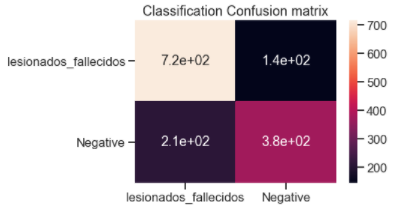 Classification Confusion matrix
lesionados_fallecidos
7.2e+02
1.4e+02
Negative
2.1e+02
3.8e+02
lesionados_fallecidos
Negative
700
600
500
400
300
200